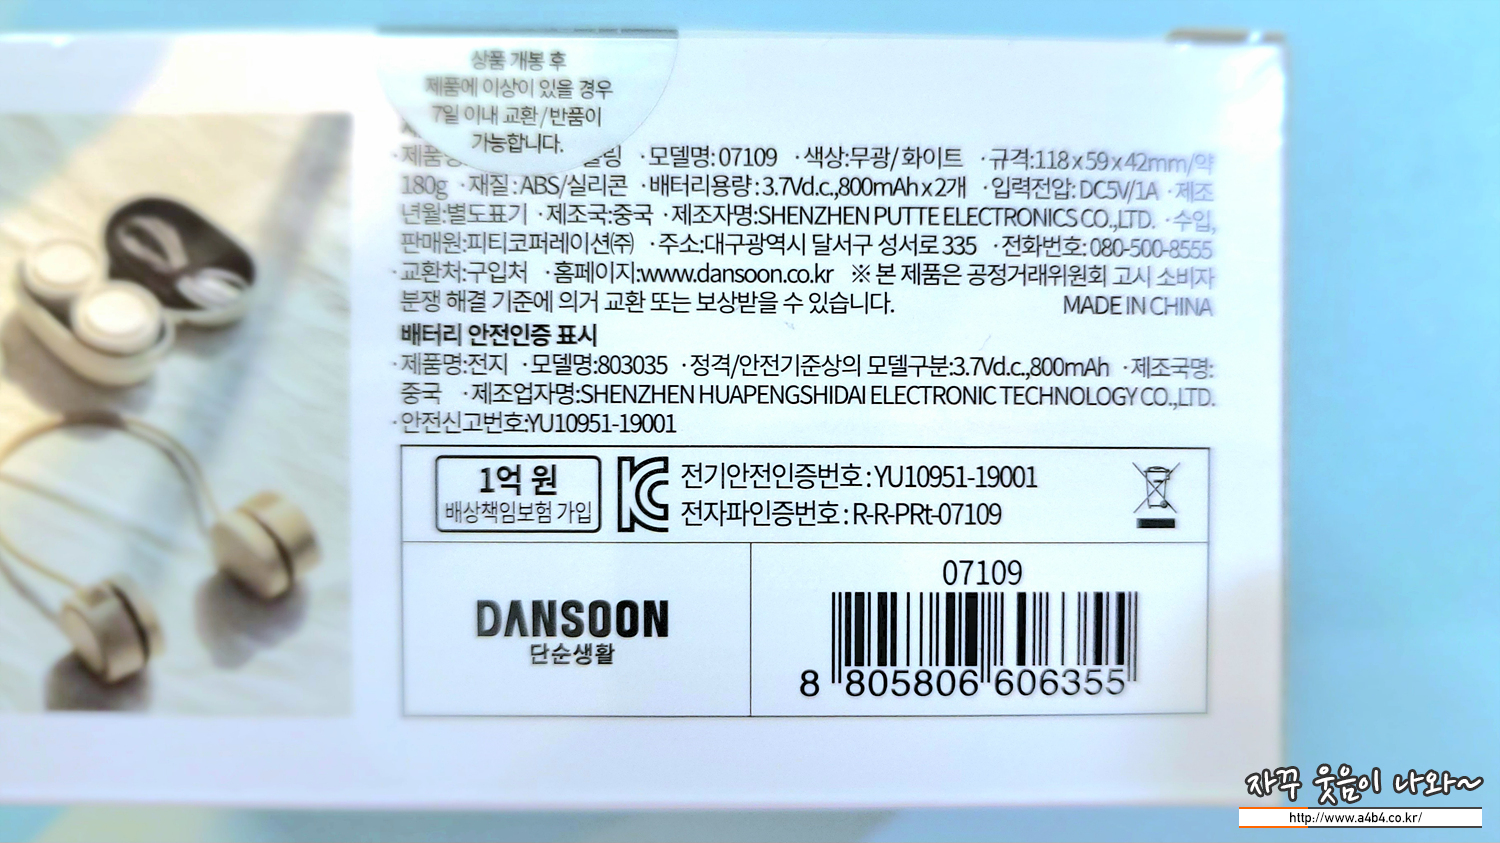 상품 개봉 후
제품에 이상이 있을 경우
7일 이내 교환/반품이
가능합니다.
·모델명: 07109 ·색상:무광/ 화이트 ·규격:118 x 59 x 42mm/약
180g ·재질 : ABS/실리콘 ·배터리용량 : 3.7Vd.c.,800mAh x 2개 ·입력전압: DC5V/1A ·제조
년월:별도표기 ·제조국:중국 ·제조자명:SHENZHEN PUTTE ELECTRONICS CO.,LTD. ·수입,
판매원:피티코퍼레이션㈜ ·주소:대구광역시 달서구 성서로 335 ·전화번호: 080-500-8555
·교환처:구입처 ·홈페이지:www.dansoon.co.kr ※ 본 제품은 공정거래위원회 고시 소비자
분쟁 해결 기준에 의거 교환 또는 보상받을 수 있습니다. MADE IN CHINA
배터리 안전인증 표시
·제품명:전지 ·모델명:803035 ·정격/안전기준상의 모델구분:3.7Vd.c.,800mAh ·제조국명:
중국 ·제조업자명:SHENZHEN HUAPENGSHIDAI ELECTRONIC TECHNOLOGY CO.,LTD.
·안전신고번호:YU10951-19001
1억 원
배상책임보험 가입
전기안전인증번호 : YU10951-19001
전자파인증번호 : R-R-PRt-07109
DANSOON
단순생활
07109
8 805806 606355
자꾸 웃음이 나와~
http://www.a4b4.co.kr/